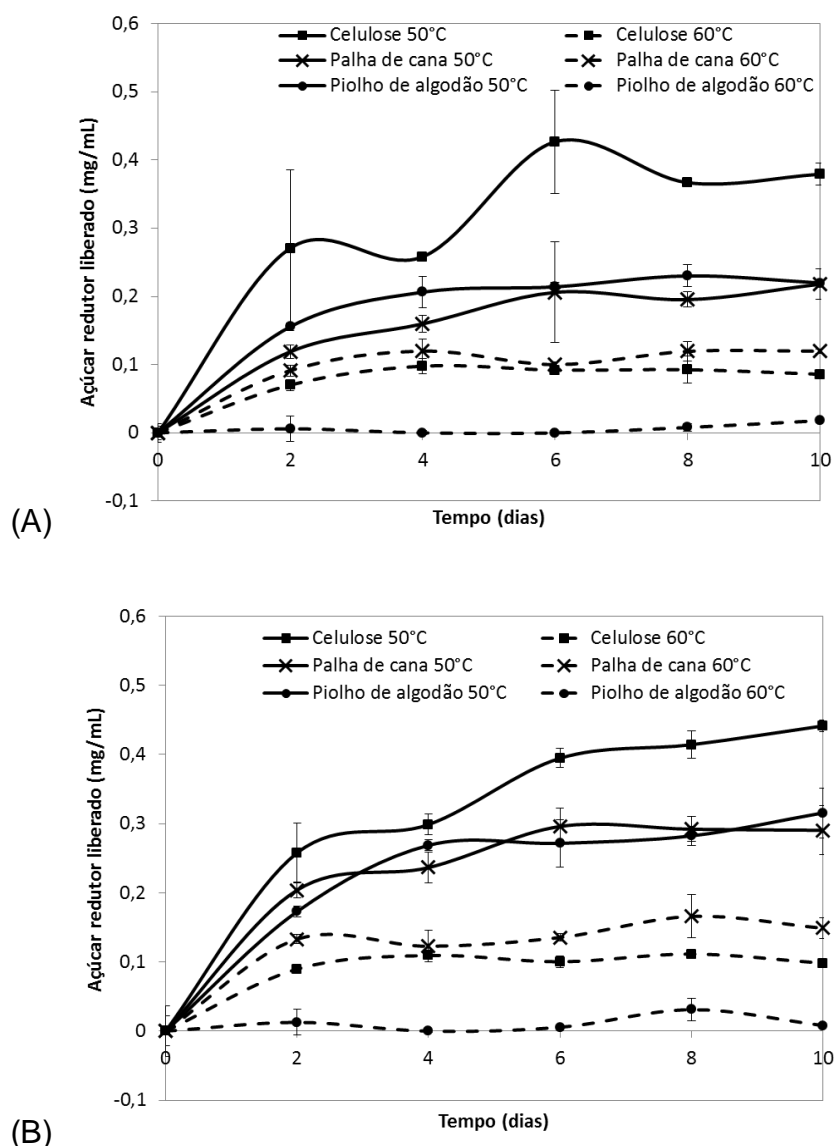 0,6
Celulose 50°C Celulose 60°C
Palha de cana 50°C Palha de cana 60°C
Piolho de algodão 50°C Piolho de algodão 60°C
0,5
0,4
0,3
0,2
0,1
0
-0,1
Açúcar redutor liberado (mg/mL)
0 2 4 6 8 10
Tempo (dias)
(A)
0,6
Celulose 50°C Celulose 60°C
Palha de cana 50°C Palha de cana 60°C
Piolho de algodão 50°C Piolho de algodão 60°C
0,5
0,4
0,3
0,2
0,1
0
-0,1
Açúcar redutor liberado (mg/mL)
0 2 4 6 8 10
Tempo (dias)
(B)